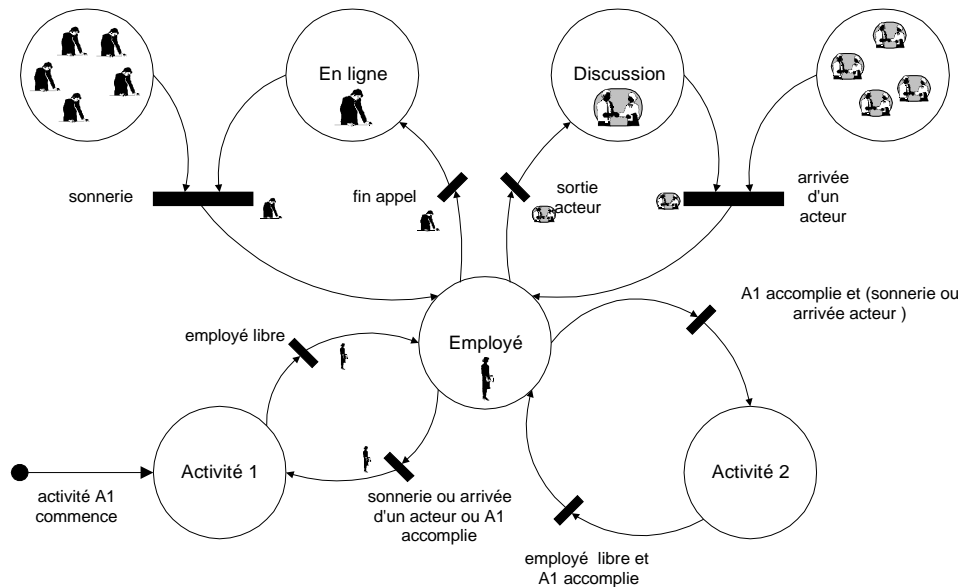 En ligne
Discussion
sonnerie
fin appel
sortie
acteur
arrivée
d'un
acteur
A1 accomplie et (sonnerie ou
arrivée acteur )
employé libre
Employé
Activité 1
Activité 2
activité A1
commence
sonnerie ou arrivée
d'un acteur ou A1
accomplie
employé libre et
A1 accomplie